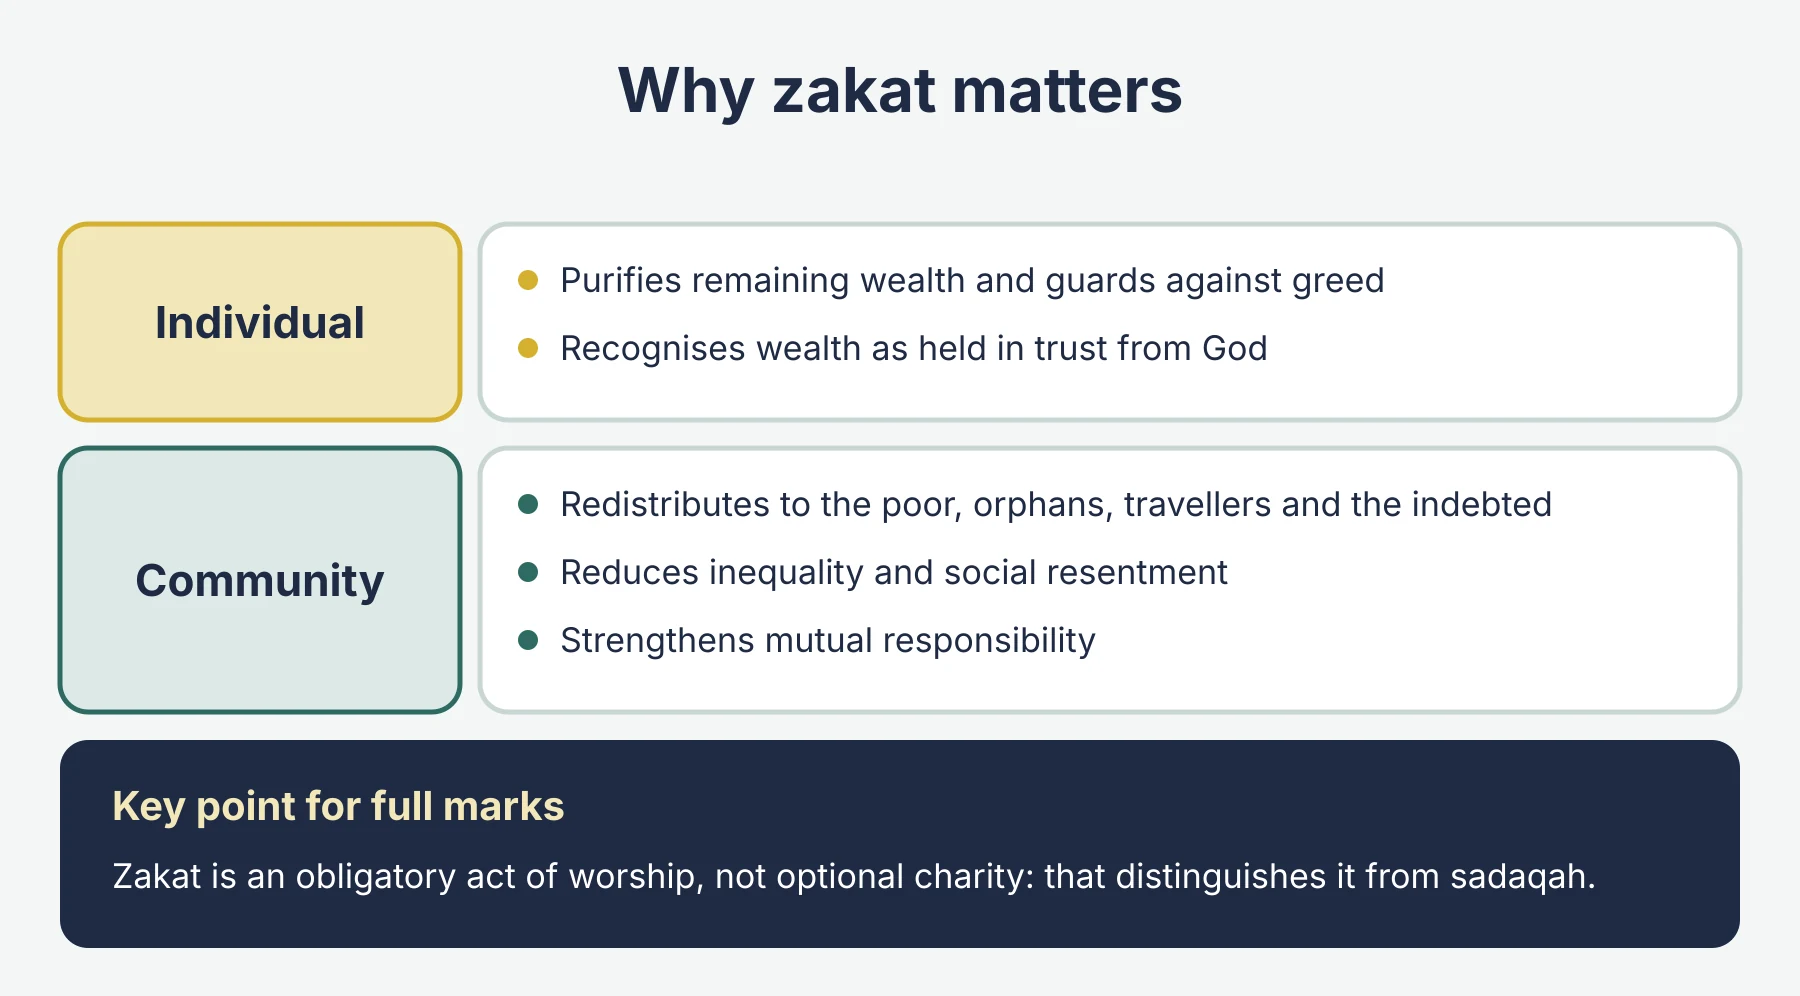 Why zakat matters
Individual
Purifies remaining wealth and guards against greed
Recognises wealth as held in trust from God
Community
Redistributes to the poor, orphans, travellers and the indebted
Reduces inequality and social resentment
Strengthens mutual responsibility
Key point for full marks
Zakat is an obligatory act of worship, not optional charity: that distinguishes it from sadaqah.